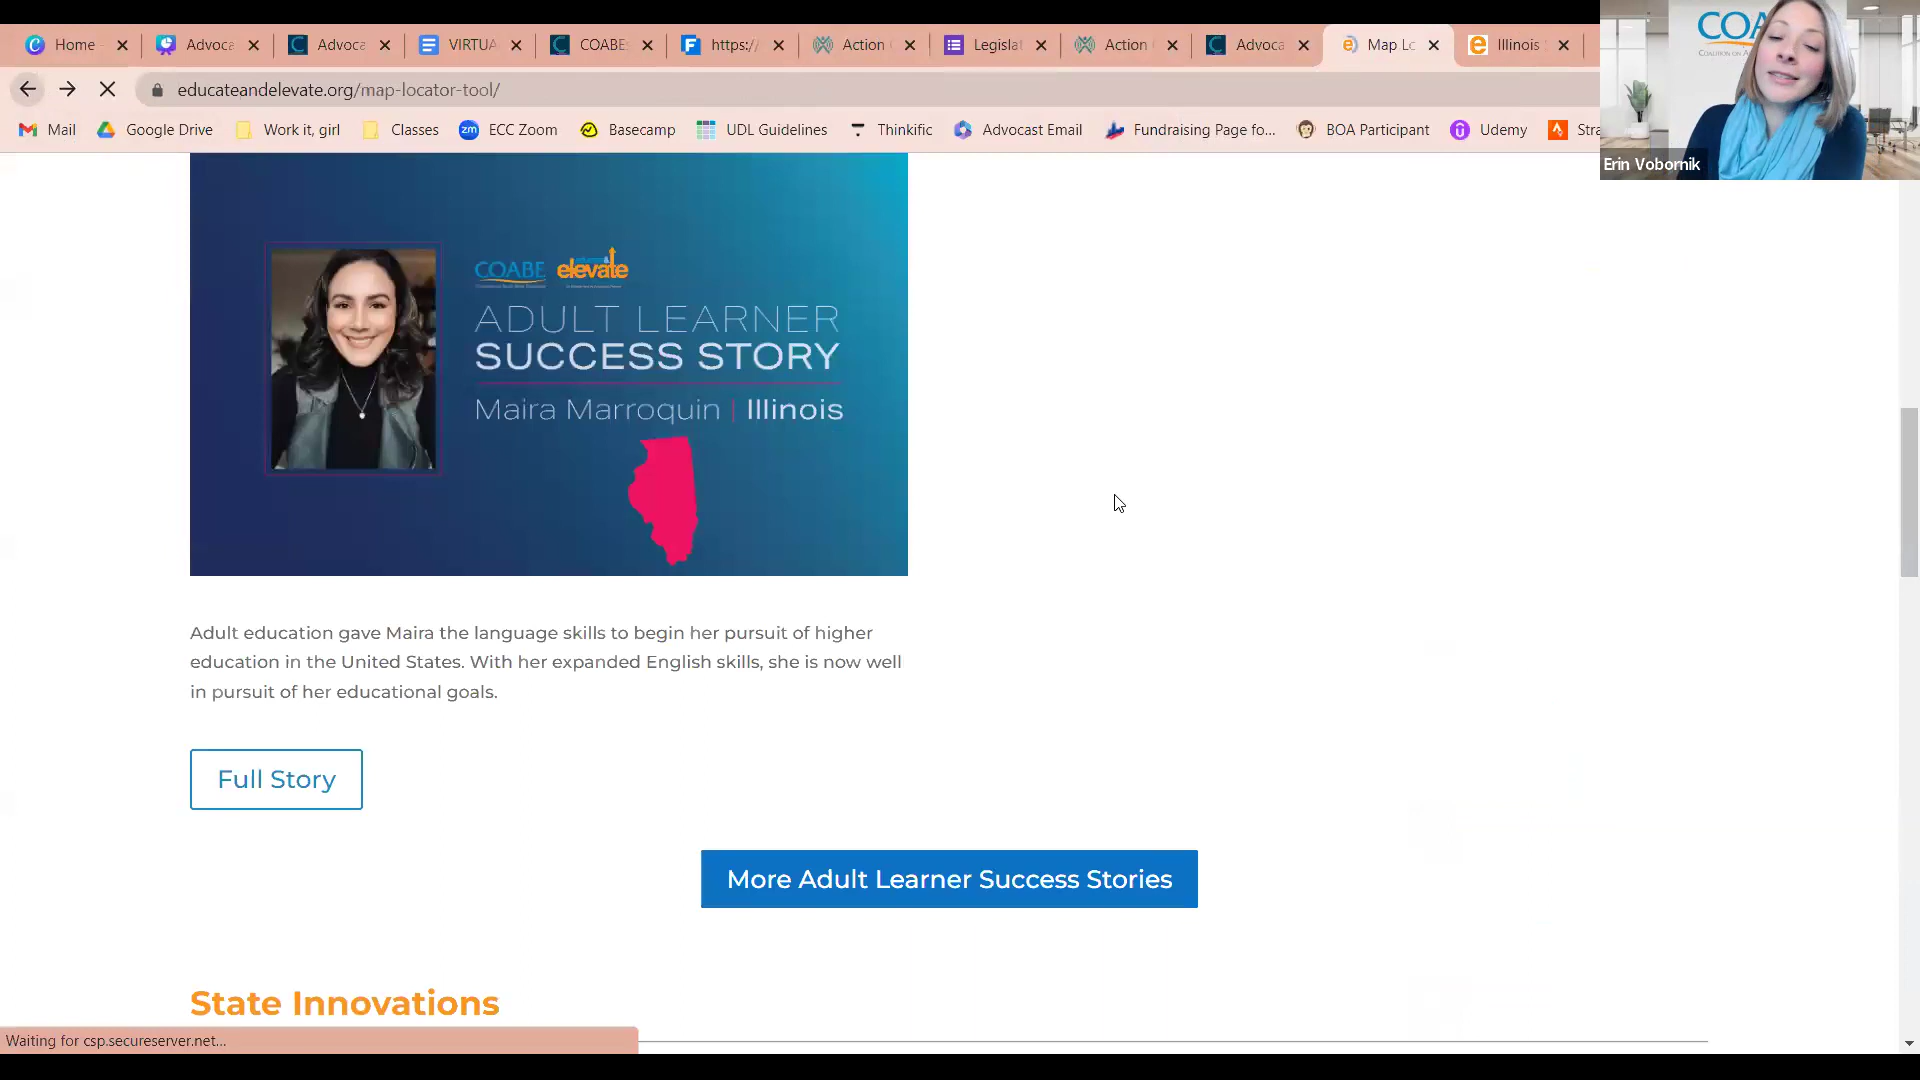 Home
Advoca
Advoca
VIRTUA
COABE
https:/
Action
Legislat
Action
Advoca
Map Lo
Illinois
educateandelevate.org/map-locator-tool/
Mail
Google Drive
Work it, girl
Classes
ECC Zoom
Basecamp
UDL Guidelines
Thinkific
Advocast Email
Fundraising Page fo...
BOA Participant
Udemy
Stra
COA
Erin Vobornik
COABE
elevate
ADULT LEARNER
SUCCESS STORY
Maira Marroquin | Illinois
Adult education gave Maira the language skills to begin her pursuit of higher
education in the United States. With her expanded English skills, she is now well
in pursuit of her educational goals.
Full Story
More Adult Learner Success Stories
State Innovations
Waiting for csp.secureserver.net...